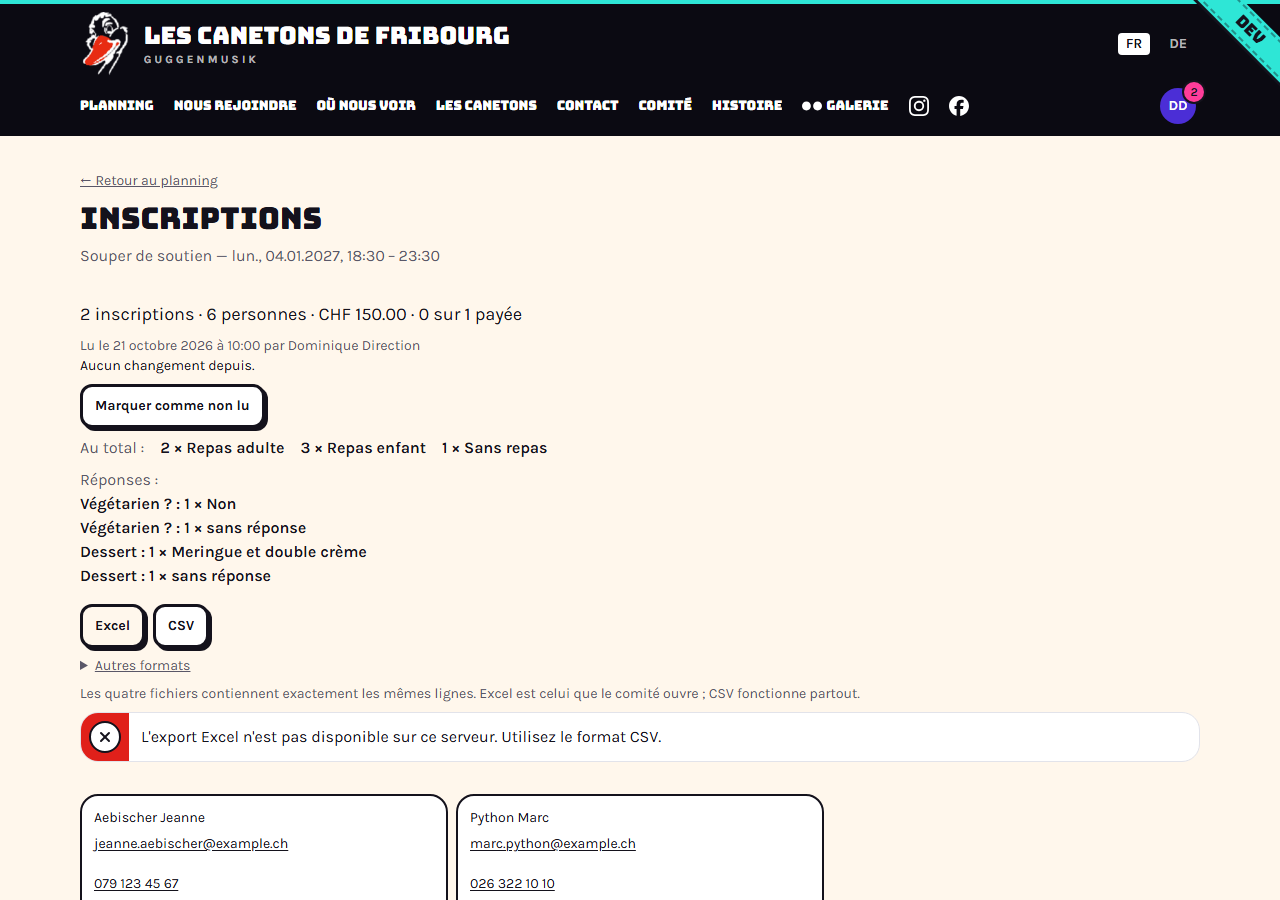 LES CANETONS DE FRIBOURG
GUGGENMUSIK
FR DE
DEV
PLANNING NOUS REJOINDRE OÙ NOUS VOIR LES CANETONS CONTACT COMITÉ HISTOIRE GALERIE
DD 2
← Retour au planning
INSCRIPTIONS
Souper de soutien — lun., 04.01.2027, 18:30 – 23:30
2 inscriptions · 6 personnes · CHF 150.00 · 0 sur 1 payée
Lu le 21 octobre 2026 à 10:00 par Dominique Direction
Aucun changement depuis.
Marquer comme non lu
Au total : 2 × Repas adulte 3 × Repas enfant 1 × Sans repas
Réponses :
Végétarien ? : 1 × Non
Végétarien ? : 1 × sans réponse
Dessert : 1 × Meringue et double crème
Dessert : 1 × sans réponse
Excel CSV
Autres formats
Les quatre fichiers contiennent exactement les mêmes lignes. Excel est celui que le comité ouvre ; CSV fonctionne partout.
L'export Excel n'est pas disponible sur ce serveur. Utilisez le format CSV.
Aebischer Jeanne
jeanne.aebischer@example.ch
079 123 45 67
Python Marc
marc.python@example.ch
026 322 10 10